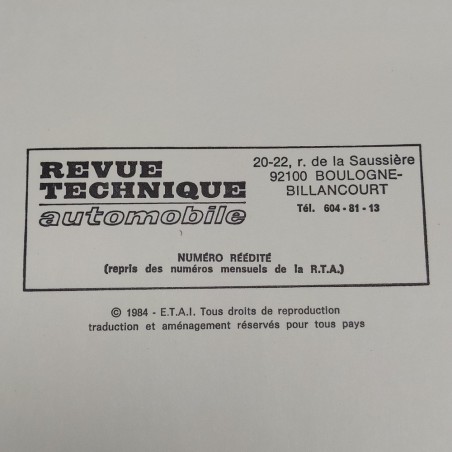 REVUE
TECHNIQUE
automobile
20-22, r. de la Saussière
92100 BOULOGNE-
BILLANCOURT
Tél. 604-81-13
NUMÉRO RÉÉDITÉ
(repris des numéros mensuels de la R.T.A.)
© 1984 - E.T.A.I. Tous droits de reproduction
traduction et aménagement réservés pour tous pays